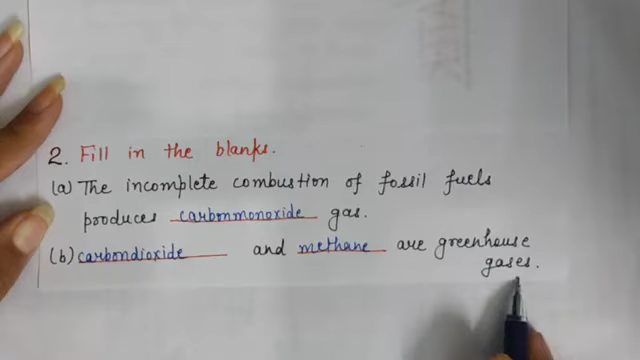 2. Fill in the blanks.
(a) The incomplete combustion of fossil fuels
produces carbonmonoxide gas.
(b) carbondioxide and methane are greenhouse
gases.